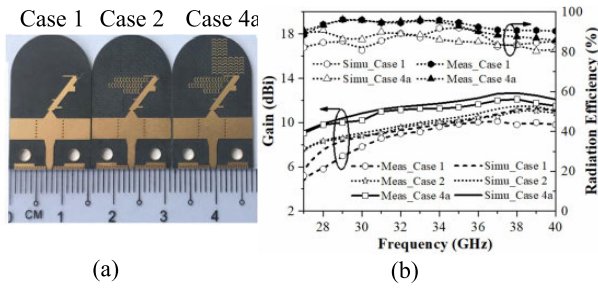 Case 1 Case 2 Case 4a
0 CM 1 2 3 4
(a)
Gain (dBi)
18
14
10
6
2
Simu_Case 1 Meas_Case 1
Simu_Case 4a Meas_Case 4a
Meas_Case 1 Simu_Case 1
Meas_Case 2 Simu_Case 2
Meas_Case 4a Simu_Case 4a
100
80
60
40
20
0
Radiation Efficiency (%)
28 30 32 34 36 38 40
Frequency (GHz)
(b)